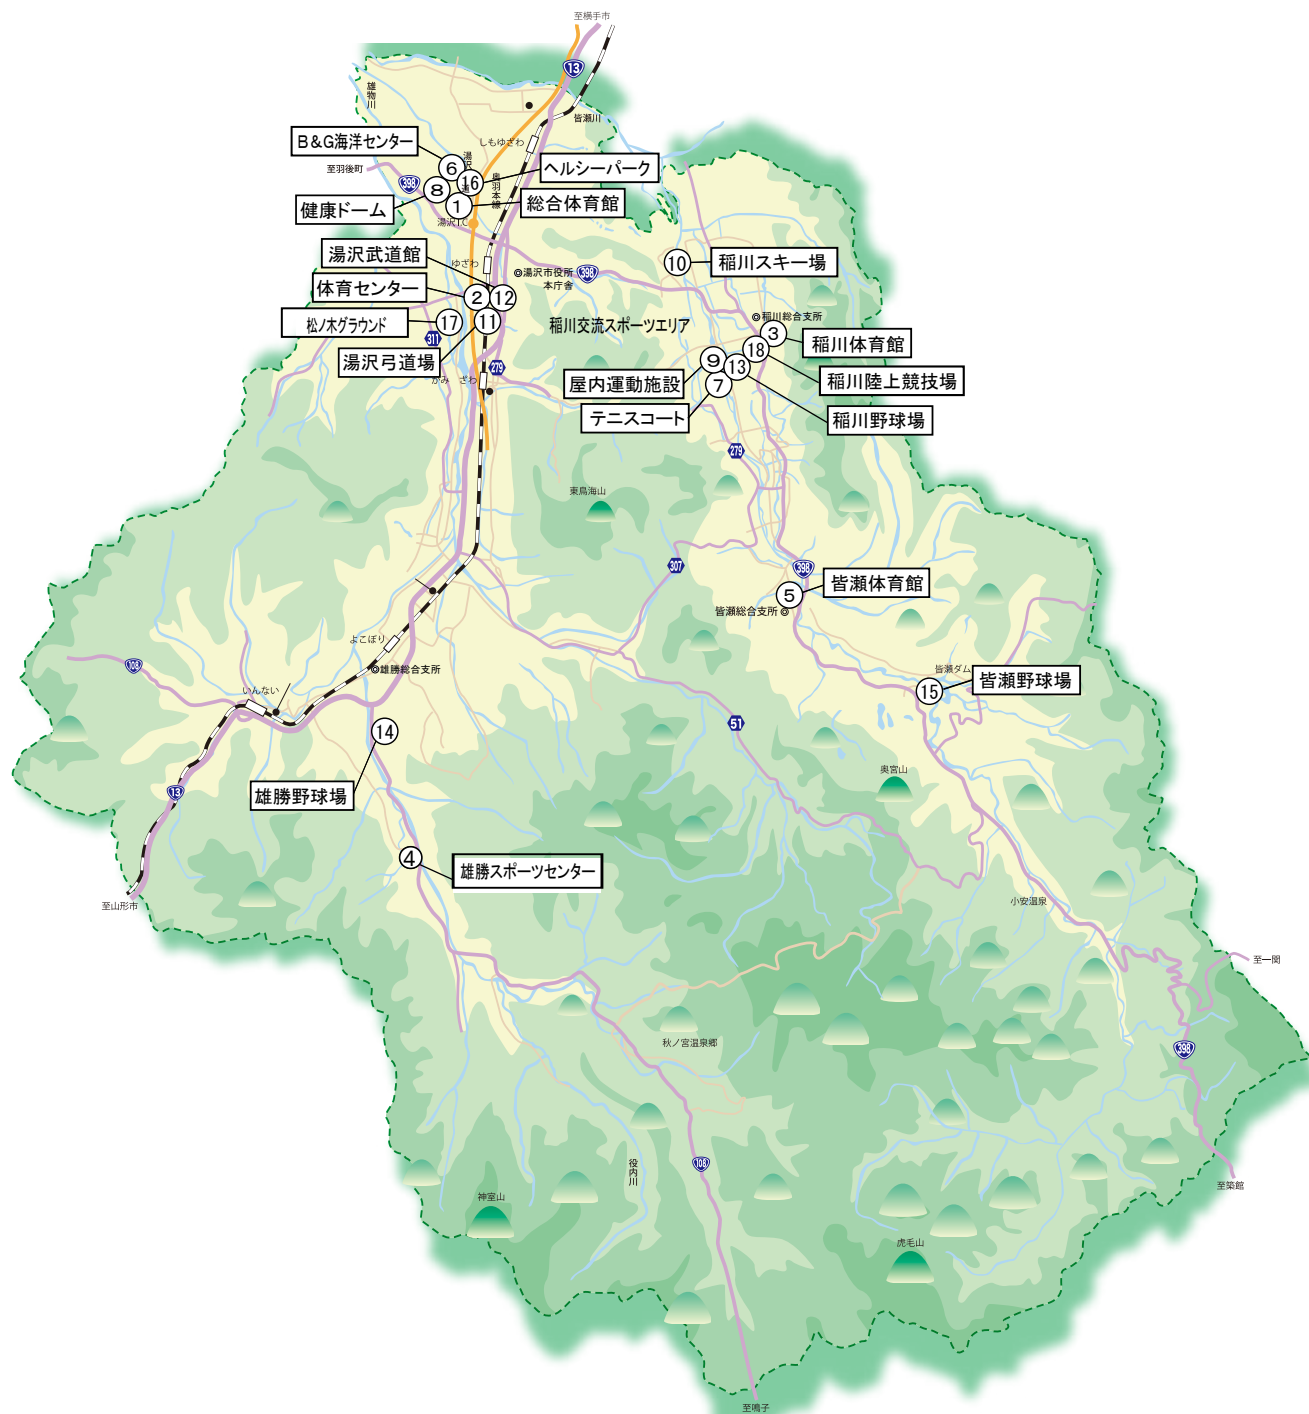 至横手市
13
雄物川
皆瀬川
しもゆざわ
B&G海洋センター
湯沢
6
ヘルシーパーク
至羽後町
398
16
8
奥羽本線
道
健康ドーム
1
総合体育館
湯沢I.C
湯沢武道館
ゆざわ
湯沢市役所
本庁舎
398
10
稲川スキー場
体育センター
2
12
松ノ木グラウンド
17
11
稲川交流スポーツエリア
稲川総合支所
311
3
稲川体育館
湯沢弓道場
18
279
9
13
屋内運動施設
7
稲川陸上競技場
かみ ざわ
テニスコート
稲川野球場
279
東鳥海山
307
398
皆瀬体育館
5
皆瀬総合支所
よこぼり
108
雄勝総合支所
皆瀬ダム
いんない
15
皆瀬野球場
51
14
奥宮山
13
雄勝野球場
4
雄勝スポーツセンター
至山形市
小安温泉
至一関
秋ノ宮温泉郷
398
役内川
108
至築館
神室山
虎毛山
至鳴子